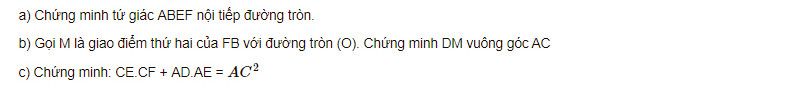 a) Chứng minh tứ giác ABEF nội tiếp đường tròn.
b) Gọi M là giao điểm thứ hai của FB với đường tròn (O). Chứng minh DM vuông góc AC
c) Chứng minh: CE.CF + AD.AE = AC²